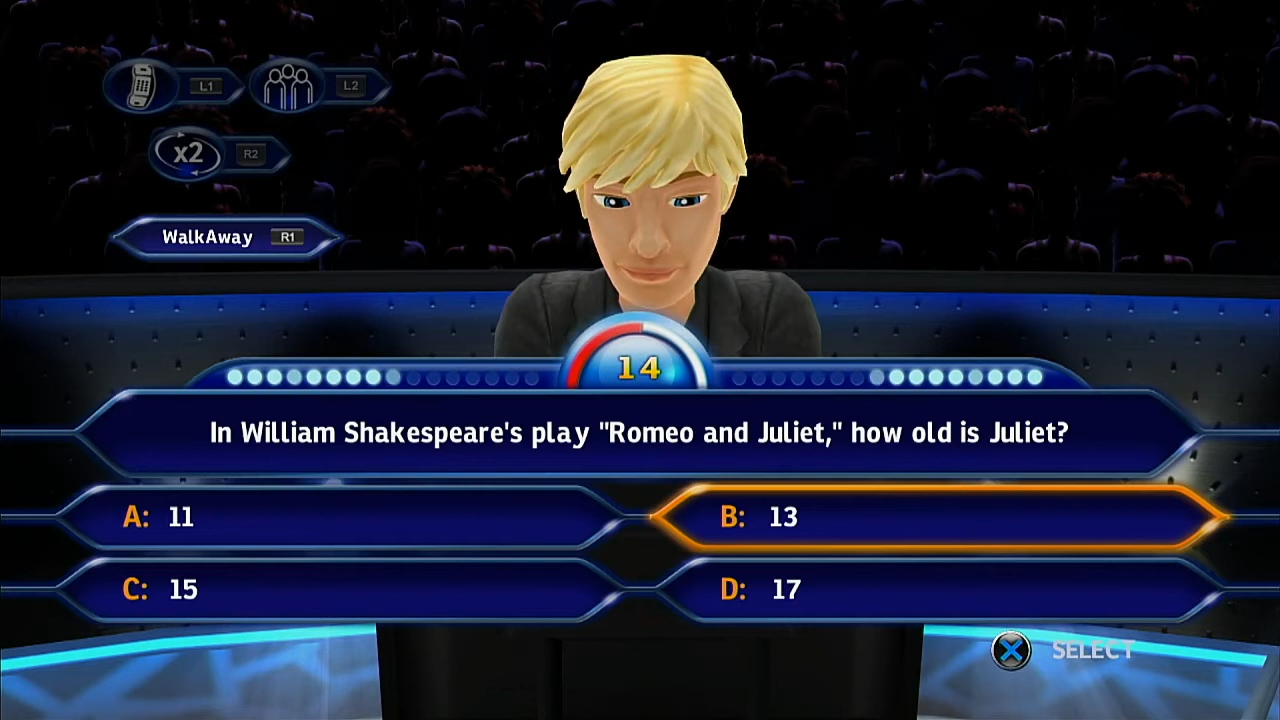 L1
L2
x2
R2
WalkAway R1
14
In William Shakespeare's play "Romeo and Juliet," how old is Juliet?
A: 11
B: 13
C: 15
D: 17
SELECT